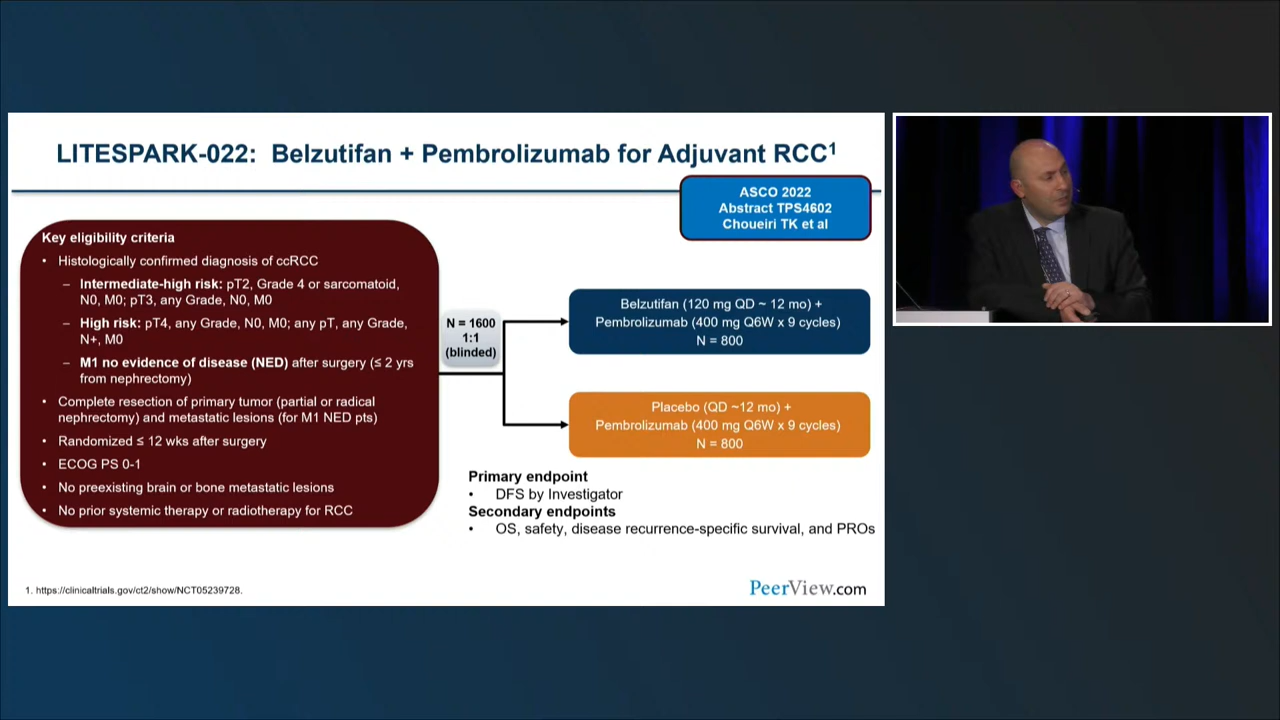 LITESPARK-022: Belzutifan + Pembrolizumab for Adjuvant RCC1
ASCO 2022
Abstract TPS4602
Choueiri TK et al
Key eligibility criteria
• Histologically confirmed diagnosis of ccRCC
– Intermediate-high risk: pT2, Grade 4 or sarcomatoid,
N0, M0; pT3, any Grade, N0, M0
– High risk: pT4, any Grade, N0, M0; any pT, any Grade,
N+, M0
– M1 no evidence of disease (NED) after surgery (≤ 2 yrs
from nephrectomy)
• Complete resection of primary tumor (partial or radical
nephrectomy) and metastatic lesions (for M1 NED pts)
• Randomized ≤ 12 wks after surgery
• ECOG PS 0-1
• No preexisting brain or bone metastatic lesions
• No prior systemic therapy or radiotherapy for RCC
N = 1600
1:1
(blinded)
Belzutifan (120 mg QD ~ 12 mo) +
Pembrolizumab (400 mg Q6W x 9 cycles)
N = 800
Placebo (QD ~12 mo) +
Pembrolizumab (400 mg Q6W x 9 cycles)
N = 800
Primary endpoint
• DFS by Investigator
Secondary endpoints
• OS, safety, disease recurrence-specific survival, and PROs
1. https://clinicaltrials.gov/ct2/show/NCT05239728.
PeerView.com